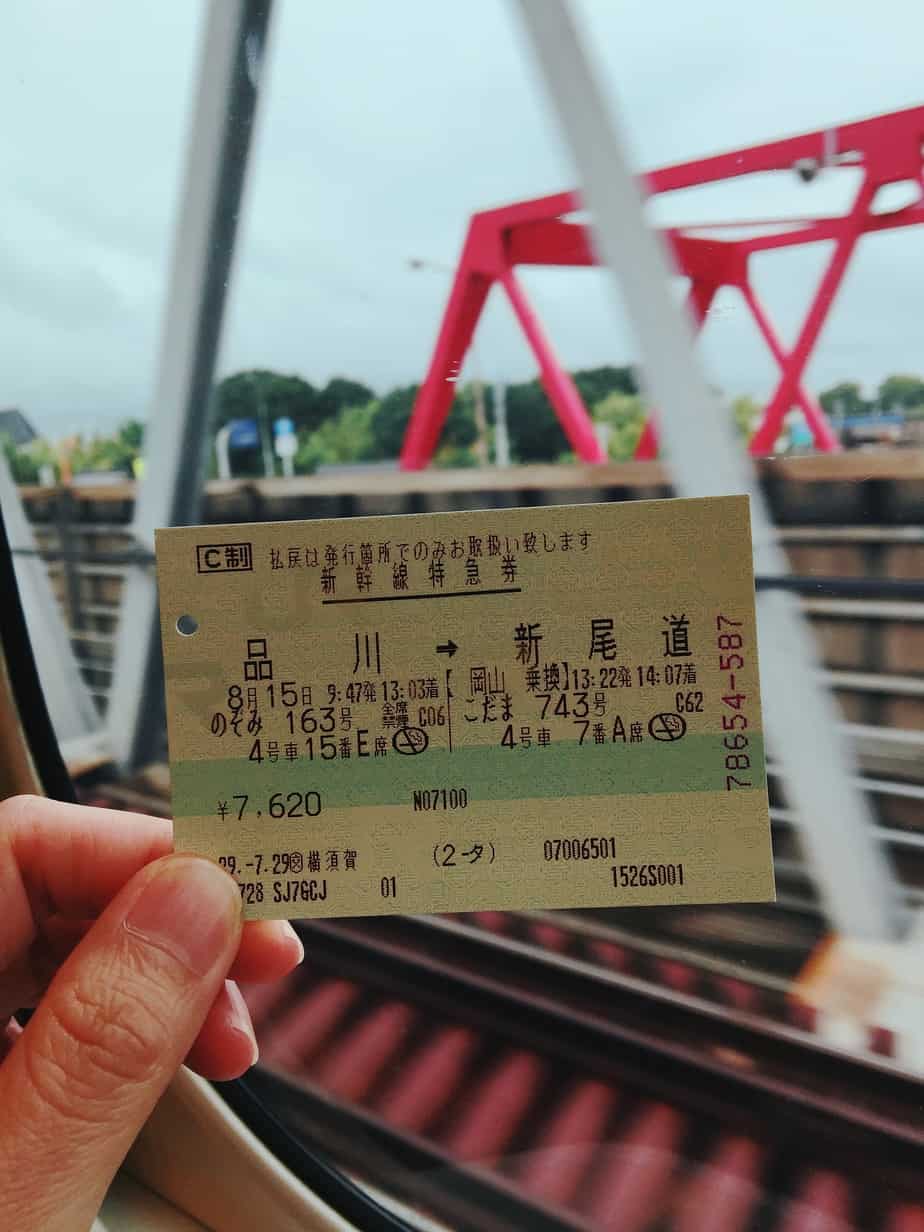 C制 払戻は発行箇所でのみお取扱い致します
新幹線特急券
品川 → 新尾道
8月15日 9:47発 13:03着【岡山 乗換】13:22発 14:07着
のぞみ 163号 全席禁煙 C06 こだま 743号 C62
4号車 15番E席 4号車 7番A席
¥7,620 N07100
29.-7.29 横須賀 (2-タ) 07006501
728 SJ7GCJ 01 1526S001
78654-587